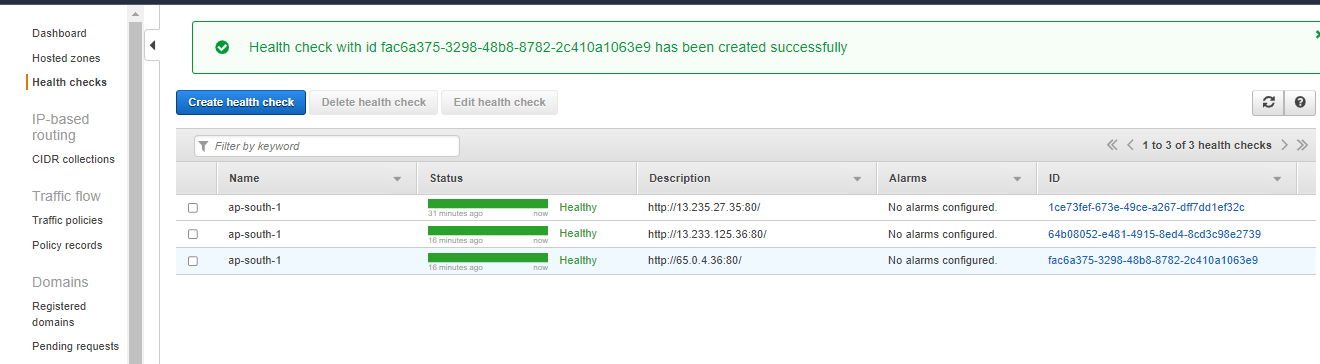 Dashboard
Hosted zones
Health checks
IP-based
routing
CIDR collections
Traffic flow
Traffic policies
Policy records
Domains
Registered
domains
Pending requests
Health check with id fac6a375-3298-48b8-8782-2c410a1063e9 has been created successfully
Create health check Delete health check Edit health check
Filter by keyword 1 to 3 of 3 health checks
Name Status Description Alarms ID
ap-south-1 31 minutes ago now Healthy http://13.235.27.35:80/ No alarms configured. 1ce73fef-673e-49ce-a267-dff7dd1ef32c
ap-south-1 16 minutes ago now Healthy http://13.233.125.36:80/ No alarms configured. 64b08052-e481-4915-8ed4-8cd3c98e2739
ap-south-1 16 minutes ago now Healthy http://65.0.4.36:80/ No alarms configured. fac6a375-3298-48b8-8782-2c410a1063e9